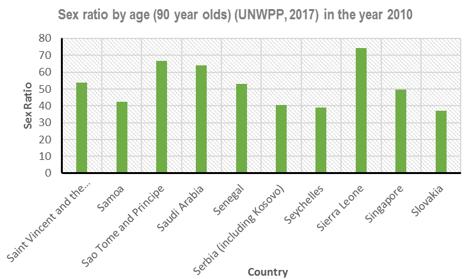 Sex ratio by age (90 year olds) (UNWPP, 2017) in the year 2010
80
70
60
50
40
30
20
10
0
Sex Ratio
Saint Vincent and the...
Samoa
Sao Tome and Principe
Saudi Arabia
Senegal
Serbia (including Kosovo)
Seychelles
Sierra Leone
Singapore
Slovakia
Country